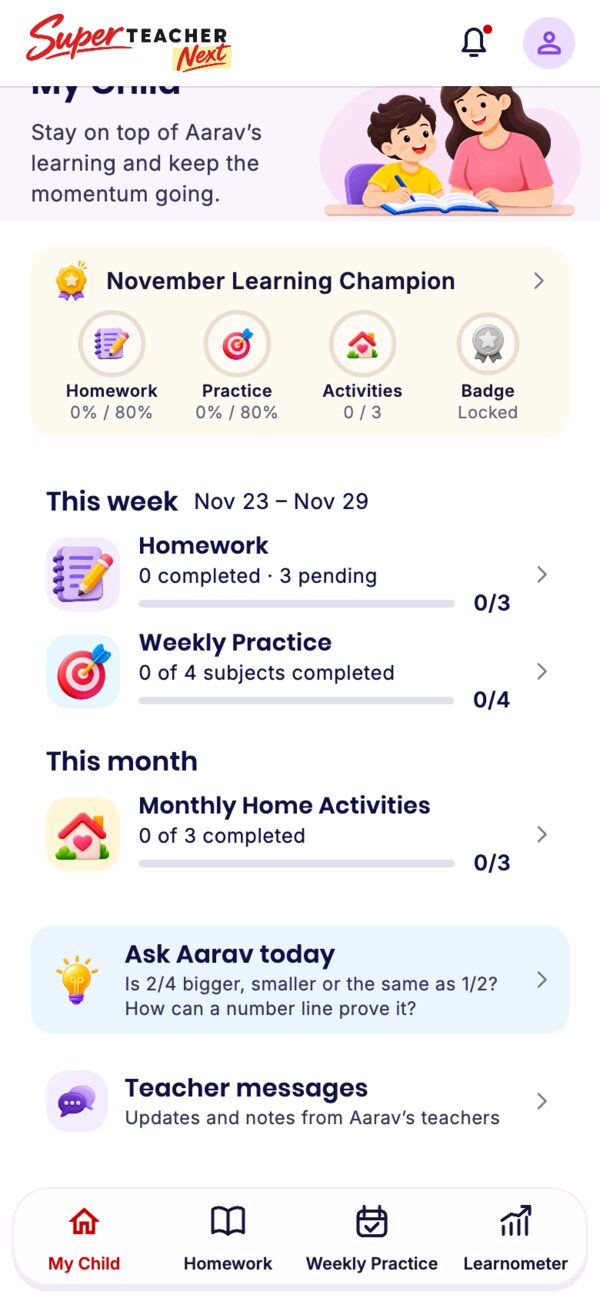 Super TEACHER
Next
My Child
Stay on top of Aarav’s
learning and keep the
momentum going.
November Learning Champion
Homework
0% / 80%
Practice
0% / 80%
Activities
0 / 3
Badge
Locked
This week Nov 23 – Nov 29
Homework
0 completed · 3 pending
0/3
Weekly Practice
0 of 4 subjects completed
0/4
This month
Monthly Home Activities
0 of 3 completed
0/3
Ask Aarav today
Is 2/4 bigger, smaller or the same as 1/2?
How can a number line prove it?
Teacher messages
Updates and notes from Aarav’s teachers
My Child
Homework
Weekly Practice
Learnometer